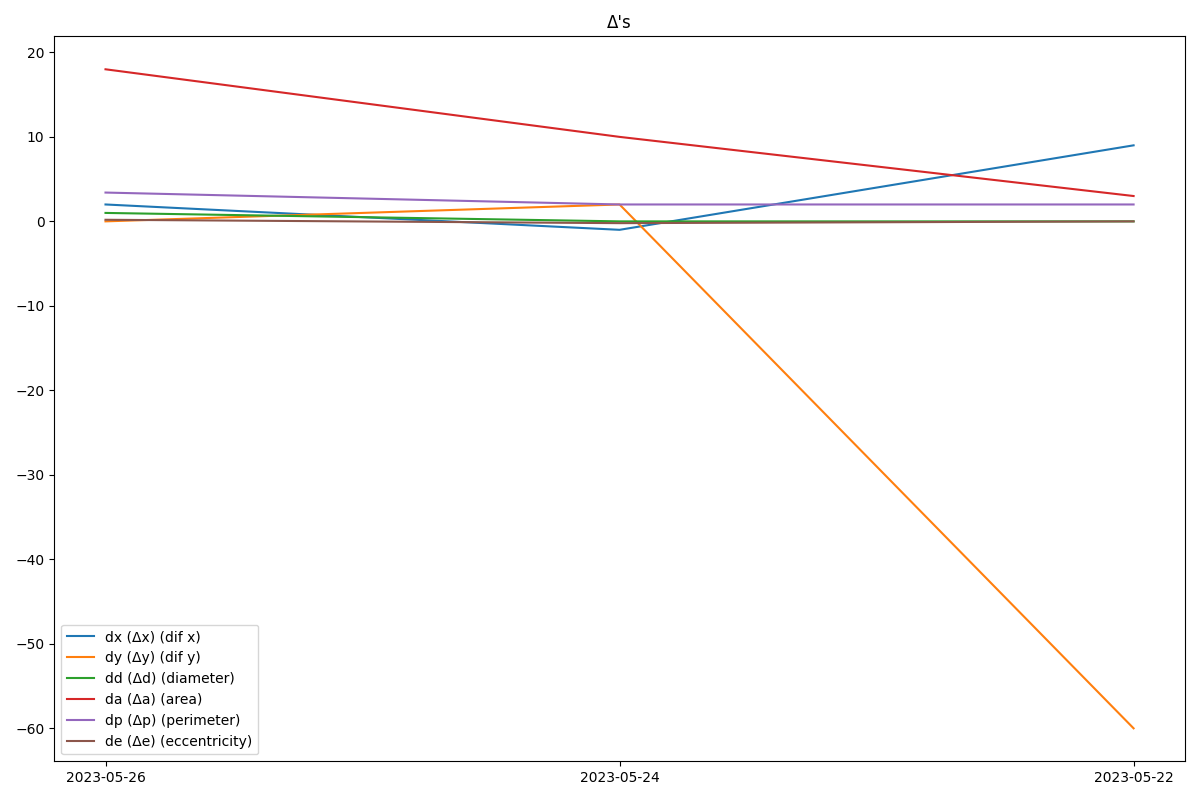 Δ's
20
10
0
−10
−20
−30
−40
−50
−60
dx (Δx) (dif x)
dy (Δy) (dif y)
dd (Δd) (diameter)
da (Δa) (area)
dp (Δp) (perimeter)
de (Δe) (eccentricity)
2023-05-26
2023-05-24
2023-05-22